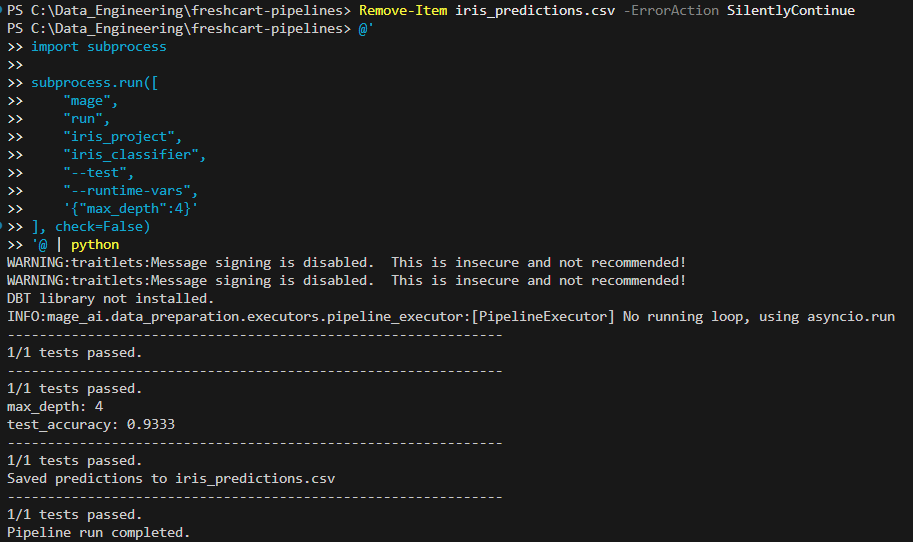 PS C:\Data_Engineering\freshcart-pipelines> Remove-Item iris_predictions.csv -ErrorAction SilentlyContinue
PS C:\Data_Engineering\freshcart-pipelines> @'
>> import subprocess
>>
>> subprocess.run([
>>     "mage",
>>     "run",
>>     "iris_project",
>>     "iris_classifier",
>>     "--test",
>>     "--runtime-vars",
>>     '{"max_depth":4}'
>> ], check=False)
>> '@ | python
WARNING:traitlets:Message signing is disabled.  This is insecure and not recommended!
WARNING:traitlets:Message signing is disabled.  This is insecure and not recommended!
DBT library not installed.
INFO:mage_ai.data_preparation.executors.pipeline_executor:[PipelineExecutor] No running loop, using asyncio.run
--------------------------------------------------------------
1/1 tests passed.
--------------------------------------------------------------
1/1 tests passed.
max_depth: 4
test_accuracy: 0.9333
--------------------------------------------------------------
1/1 tests passed.
Saved predictions to iris_predictions.csv
--------------------------------------------------------------
1/1 tests passed.
Pipeline run completed.